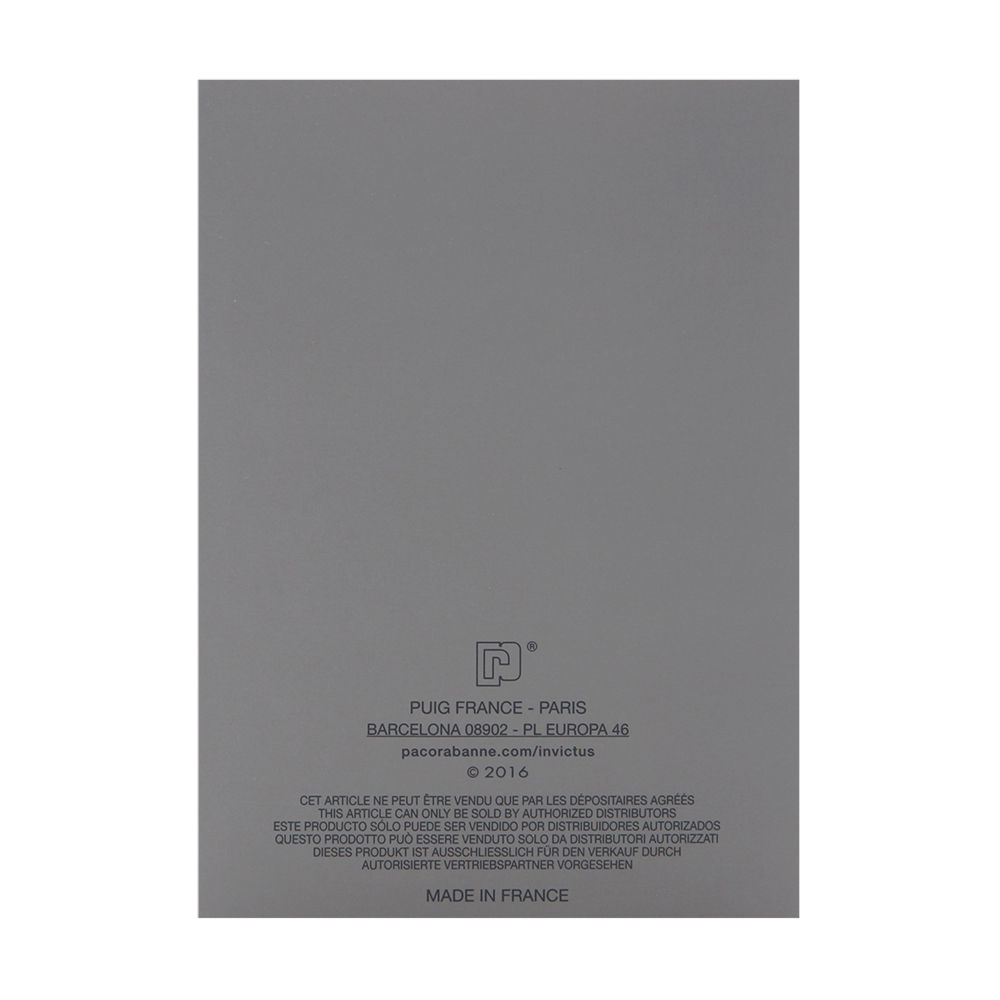 ®
PUIG FRANCE - PARIS
BARCELONA 08902 - PL EUROPA 46
pacorabanne.com/invictus
© 2016
CET ARTICLE NE PEUT ÊTRE VENDU QUE PAR LES DÉPOSITAIRES AGRÉÉS
THIS ARTICLE CAN ONLY BE SOLD BY AUTHORIZED DISTRIBUTORS
ESTE PRODUCTO SÓLO PUEDE SER VENDIDO POR DISTRIBUIDORES AUTORIZADOS
QUESTO PRODOTTO PUÒ ESSERE VENDUTO SOLO DA DISTRIBUTORI AUTORIZZATI
DIESES PRODUKT IST AUSSCHLIESSLICH FÜR DEN VERKAUF DURCH
AUTORISIERTE VERTRIEBSPARTNER VORGESEHEN
MADE IN FRANCE